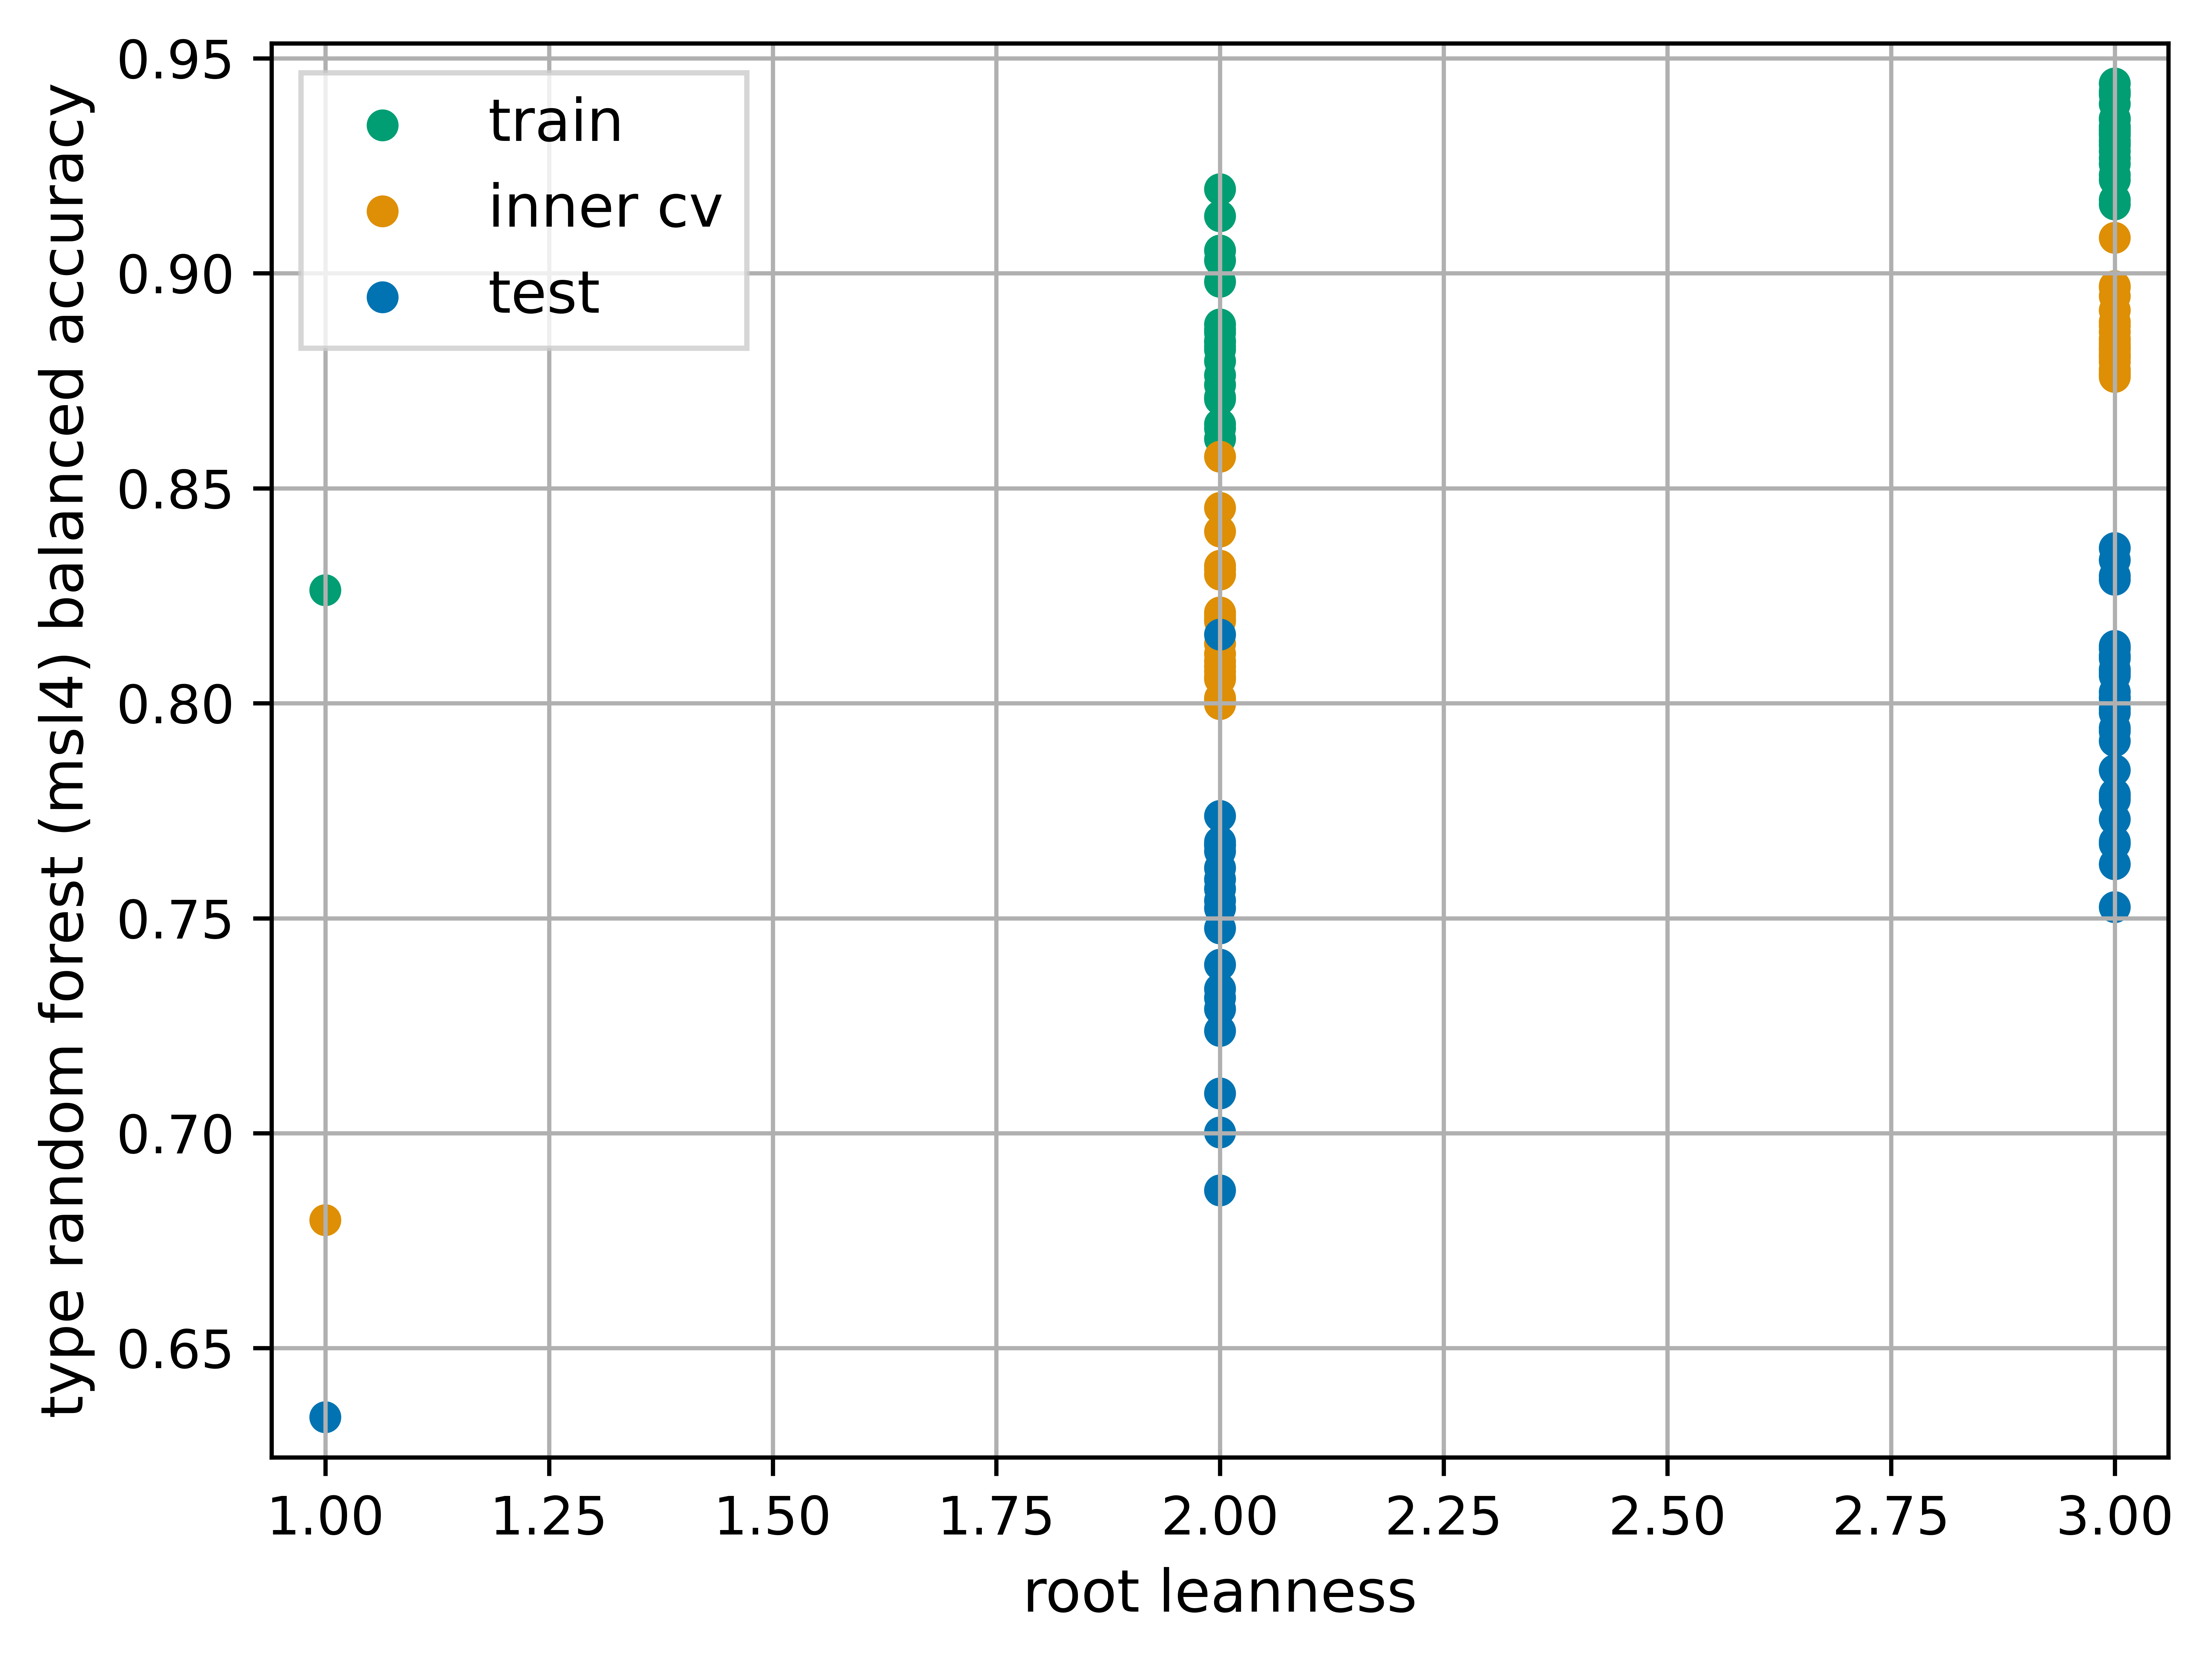 type random forest (msl4) balanced accuracy
0.95
0.90
0.85
0.80
0.75
0.70
0.65
train
inner cv
test
1.00 1.25 1.50 1.75 2.00 2.25 2.50 2.75 3.00
root leanness